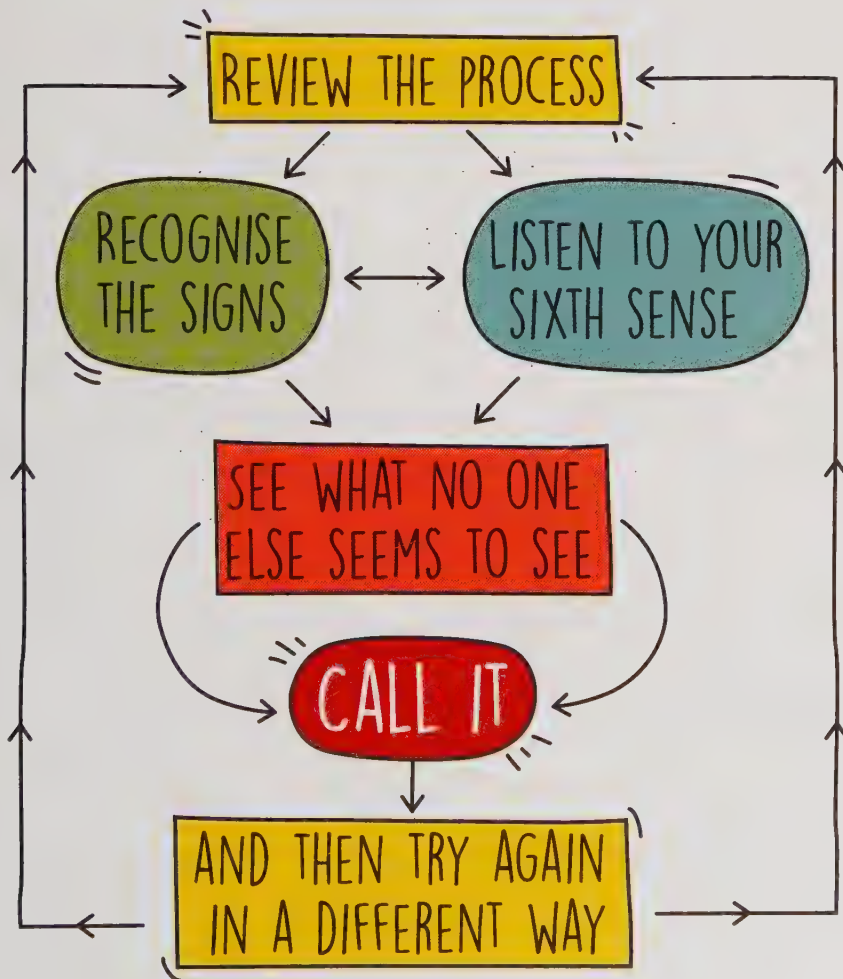 REVIEW THE PROCESS
RECOGNISE
THE SIGNS
LISTEN TO YOUR
SIXTH SENSE
SEE WHAT NO ONE
ELSE SEEMS TO SEE
CALL IT
AND THEN TRY AGAIN
IN A DIFFERENT WAY